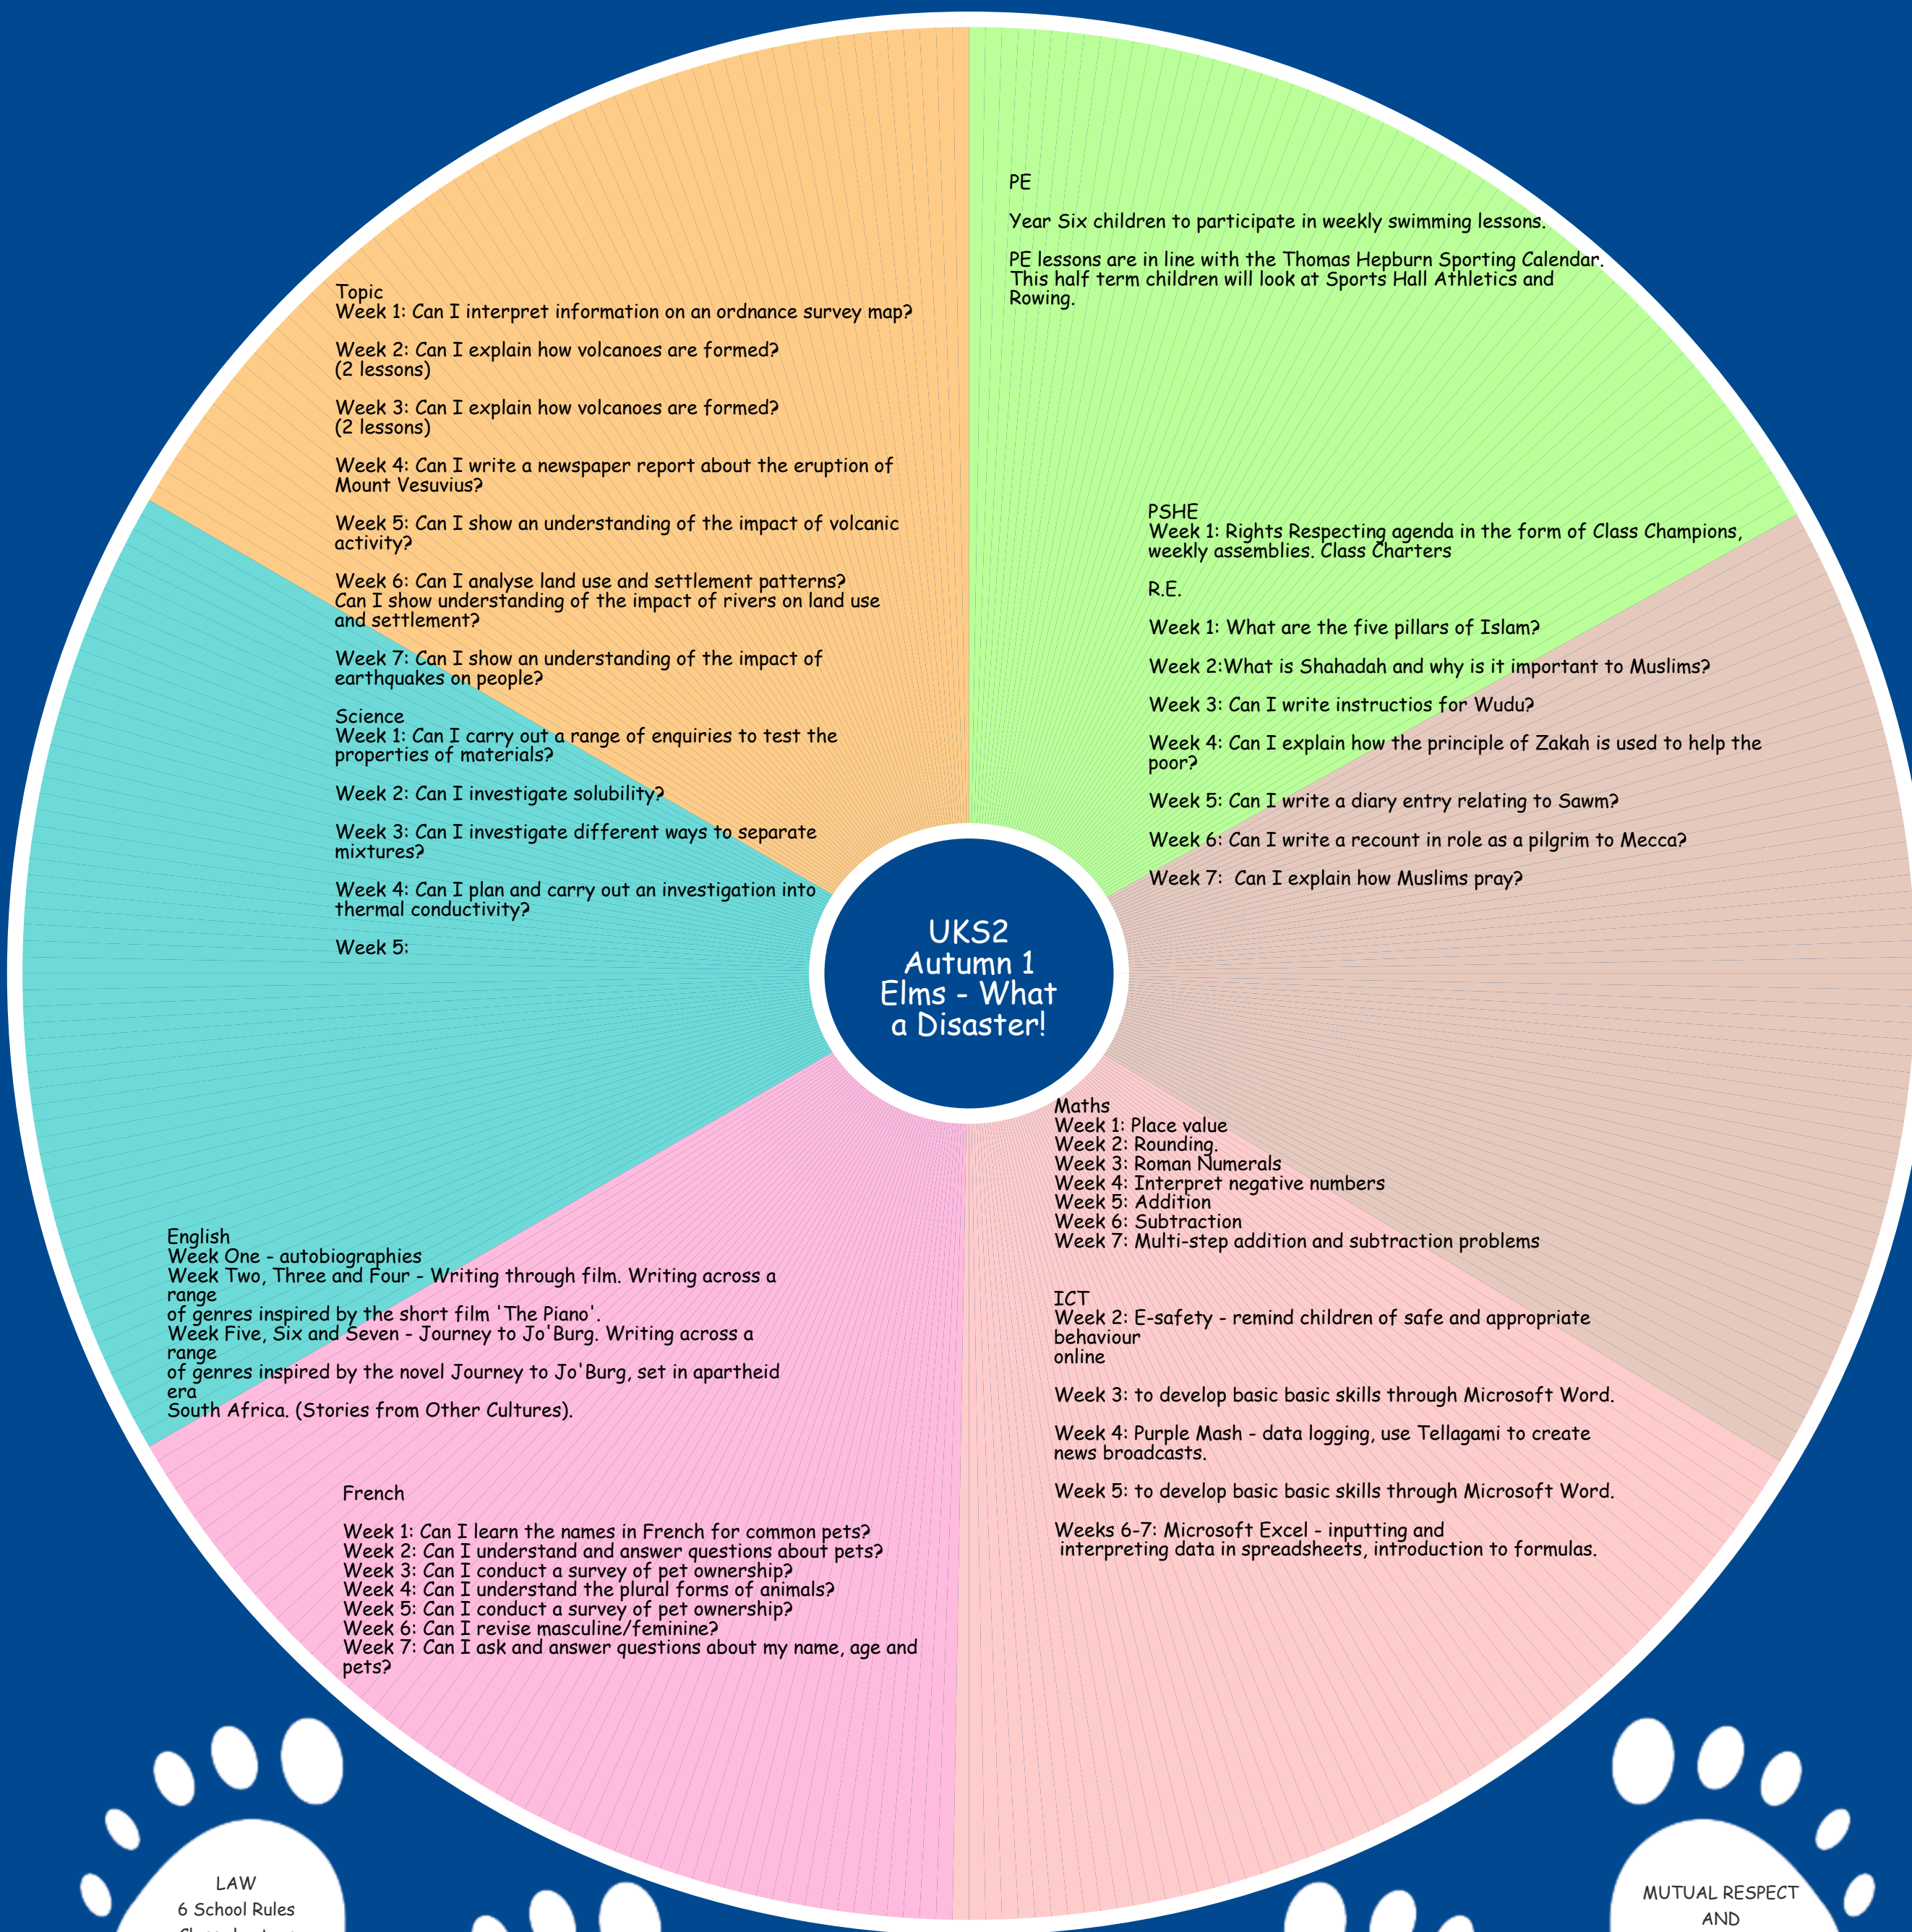 PE
Year Six children to participate in weekly swimming lessons.
PE lessons are in line with the Thomas Hepburn Sporting Calendar.
This half term children will look at Sports Hall Athletics and
Rowing.
Topic
Week 1: Can I interpret information on an ordnance survey map?
Week 2: Can I explain how volcanoes are formed?
(2 lessons)
Week 3: Can I explain how volcanoes are formed?
(2 lessons)
Week 4: Can I write a newspaper report about the eruption of
Mount Vesuvius?
Week 5: Can I show an understanding of the impact of volcanic
activity?
Week 6: Can I analyse land use and settlement patterns?
Can I show understanding of the impact of rivers on land use
and settlement?
Week 7: Can I show an understanding of the impact of
earthquakes on people?
Science
Week 1: Can I carry out a range of enquiries to test the
properties of materials?
Week 2: Can I investigate solubility?
Week 3: Can I investigate different ways to separate
mixtures?
Week 4: Can I plan and carry out an investigation into
thermal conductivity?
Week 5:
PSHE
Week 1: Rights Respecting agenda in the form of Class Champions,
weekly assemblies. Class Charters
R.E.
Week 1: What are the five pillars of Islam?
Week 2:What is Shahadah and why is it important to Muslims?
Week 3: Can I write instructios for Wudu?
Week 4: Can I explain how the principle of Zakah is used to help the
poor?
Week 5: Can I write a diary entry relating to Sawm?
Week 6: Can I write a recount in role as a pilgrim to Mecca?
Week 7:  Can I explain how Muslims pray?
UKS2
Autumn 1
Elms - What
a Disaster!
Maths
Week 1: Place value
Week 2: Rounding.
Week 3: Roman Numerals
Week 4: Interpret negative numbers
Week 5: Addition
Week 6: Subtraction
Week 7: Multi-step addition and subtraction problems
ICT
Week 2: E-safety - remind children of safe and appropriate
behaviour
online
Week 3: to develop basic basic skills through Microsoft Word.
Week 4: Purple Mash - data logging, use Tellagami to create
news broadcasts.
Week 5: to develop basic basic skills through Microsoft Word.
Weeks 6-7: Microsoft Excel - inputting and
interpreting data in spreadsheets, introduction to formulas.
English
Week One - autobiographies
Week Two, Three and Four - Writing through film. Writing across a
range
of genres inspired by the short film 'The Piano'.
Week Five, Six and Seven - Journey to Jo'Burg. Writing across a
range
of genres inspired by the novel Journey to Jo'Burg, set in apartheid
era
South Africa. (Stories from Other Cultures).
French
Week 1: Can I learn the names in French for common pets?
Week 2: Can I understand and answer questions about pets?
Week 3: Can I conduct a survey of pet ownership?
Week 4: Can I understand the plural forms of animals?
Week 5: Can I conduct a survey of pet ownership?
Week 6: Can I revise masculine/feminine?
Week 7: Can I ask and answer questions about my name, age and
pets?
LAW
6 School Rules
MUTUAL RESPECT
AND